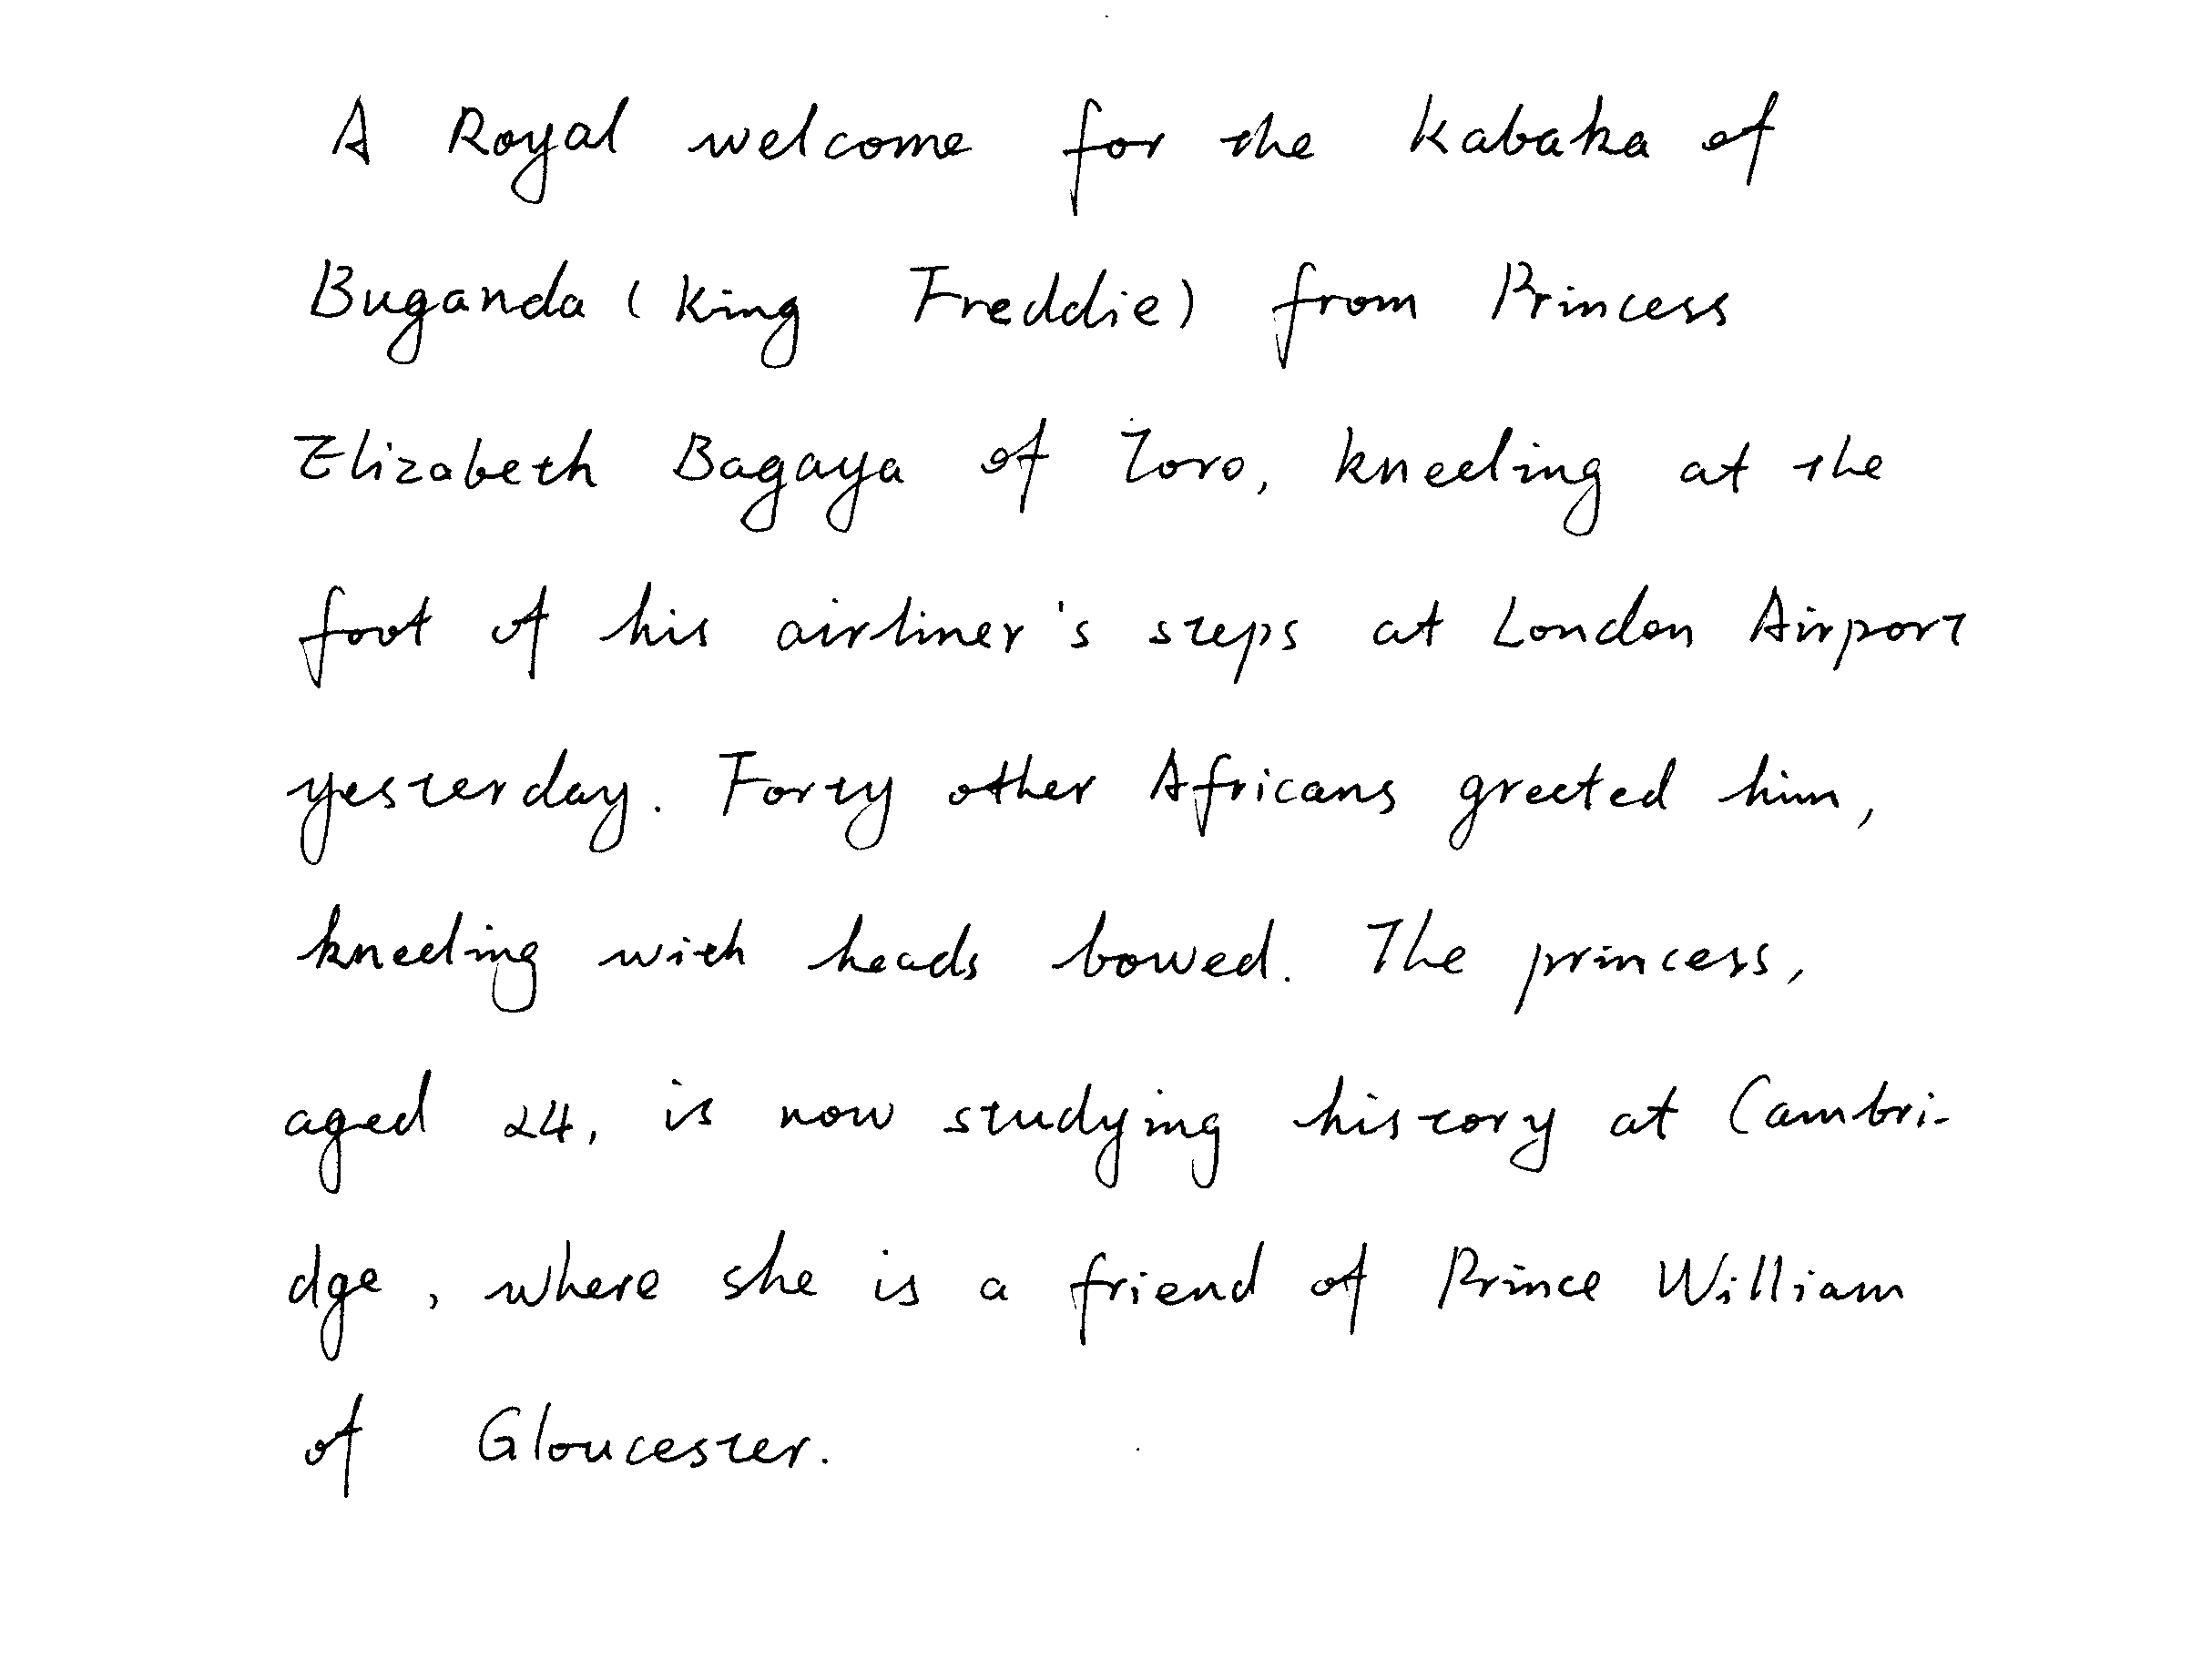 A Royal welcome for the Kabaka of
Buganda (King Freddie) from Princess
Elizabeth Bagaya of Toro, kneeling at the
foot of his airliner's steps at London Airport
yesterday. Forty other Africans greeted him,
kneeling with heads bowed. The princess,
aged 24, is now studying history at Cambri-
dge, where she is a friend of Prince William
of Gloucester.